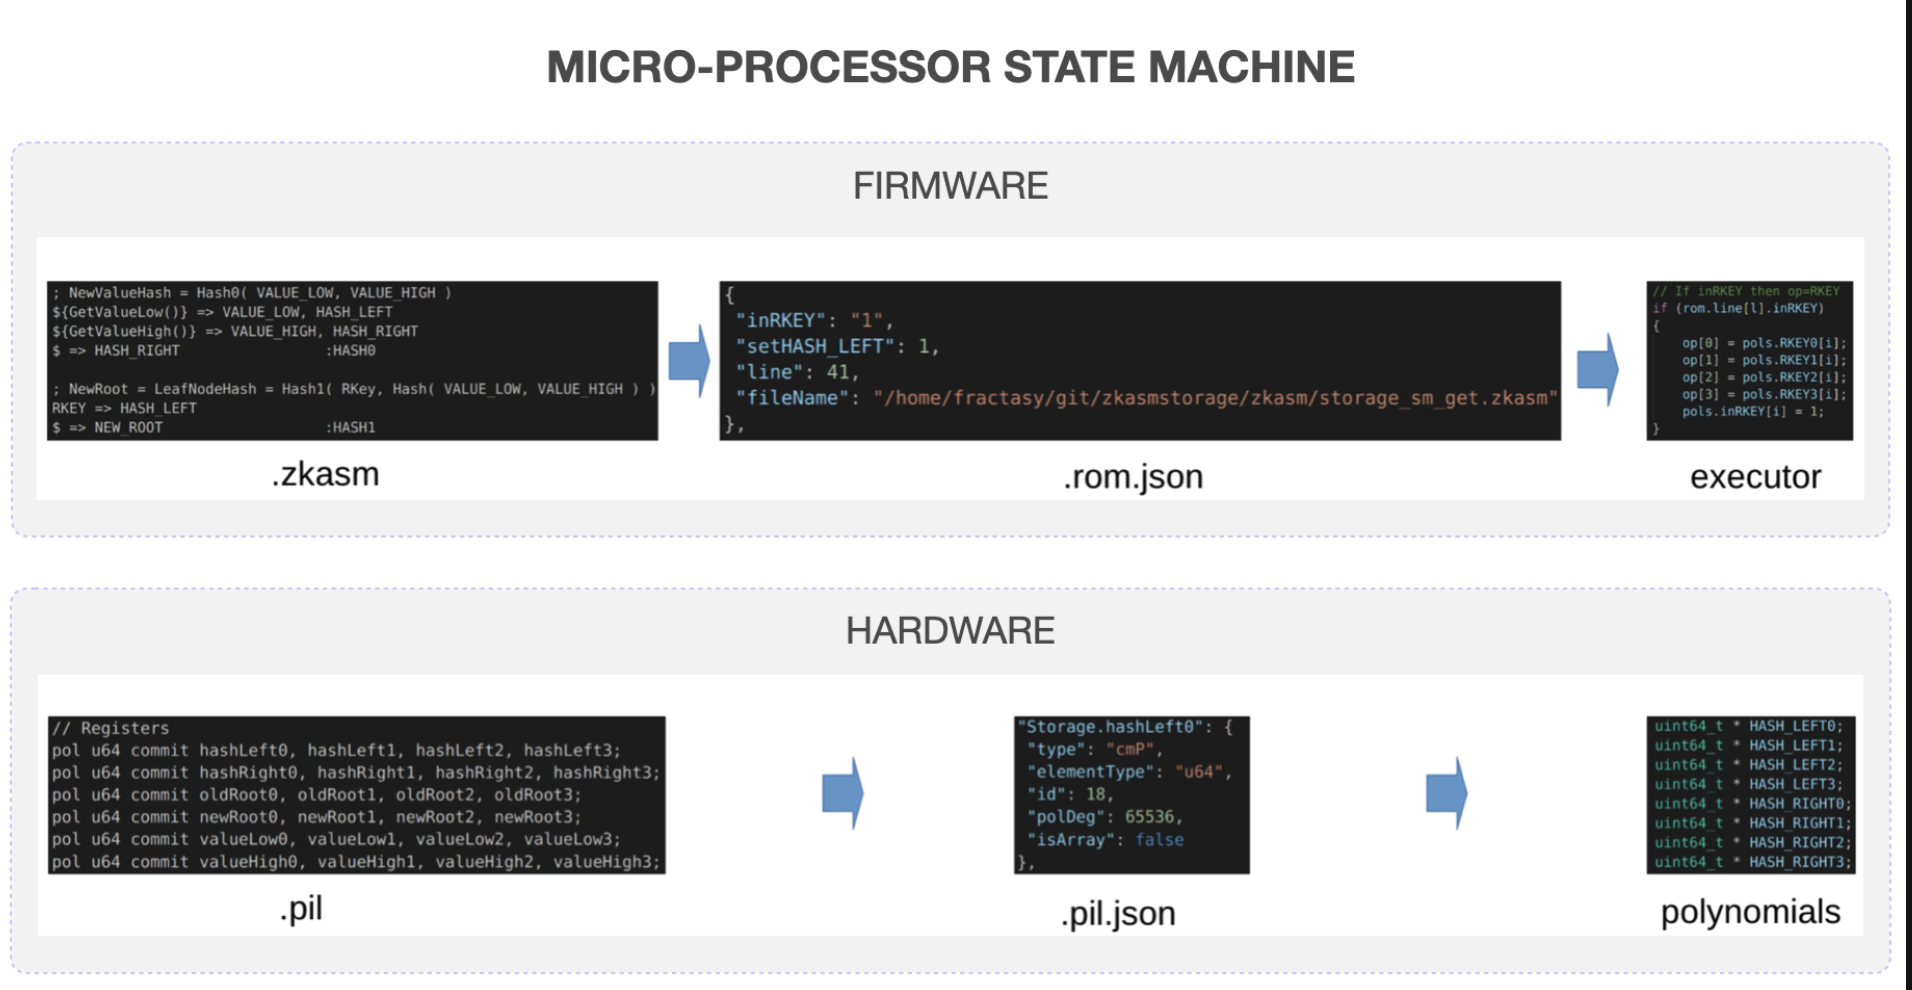 MICRO-PROCESSOR STATE MACHINE
FIRMWARE
; NewValueHash = Hash0( VALUE_LOW, VALUE_HIGH )
${GetValueLow()} => VALUE_LOW, HASH_LEFT
${GetValueHigh()} => VALUE_HIGH, HASH_RIGHT
$ => HASH_RIGHT :HASH0
; NewRoot = LeafNodeHash = Hash1( RKey, Hash( VALUE_LOW, VALUE_HIGH ) )
RKEY => HASH_LEFT
$ => NEW_ROOT :HASH1
.zkasm
{
"inRKEY": "1",
"setHASH_LEFT": 1,
"line": 41,
"fileName": "/home/fractasy/git/zkasmstorage/zkasm/storage_sm_get.zkasm"
},
.rom.json
// If inRKEY then op=RKEY
if (rom.line[l].inRKEY)
{
op[0] = pols.RKEY0[i];
op[1] = pols.RKEY1[i];
op[2] = pols.RKEY2[i];
op[3] = pols.RKEY3[i];
pols.inRKEY[i] = 1;
}
executor
HARDWARE
// Registers
pol u64 commit hashLeft0, hashLeft1, hashLeft2, hashLeft3;
pol u64 commit hashRight0, hashRight1, hashRight2, hashRight3;
pol u64 commit oldRoot0, oldRoot1, oldRoot2, oldRoot3;
pol u64 commit newRoot0, newRoot1, newRoot2, newRoot3;
pol u64 commit valueLow0, valueLow1, valueLow2, valueLow3;
pol u64 commit valueHigh0, valueHigh1, valueHigh2, valueHigh3;
.pil
"Storage.hashLeft0": {
"type": "cmP",
"elementType": "u64",
"id": 18,
"polDeg": 65536,
"isArray": false
},
.pil.json
uint64_t * HASH_LEFT0;
uint64_t * HASH_LEFT1;
uint64_t * HASH_LEFT2;
uint64_t * HASH_LEFT3;
uint64_t * HASH_RIGHT0;
uint64_t * HASH_RIGHT1;
uint64_t * HASH_RIGHT2;
uint64_t * HASH_RIGHT3;
polynomials